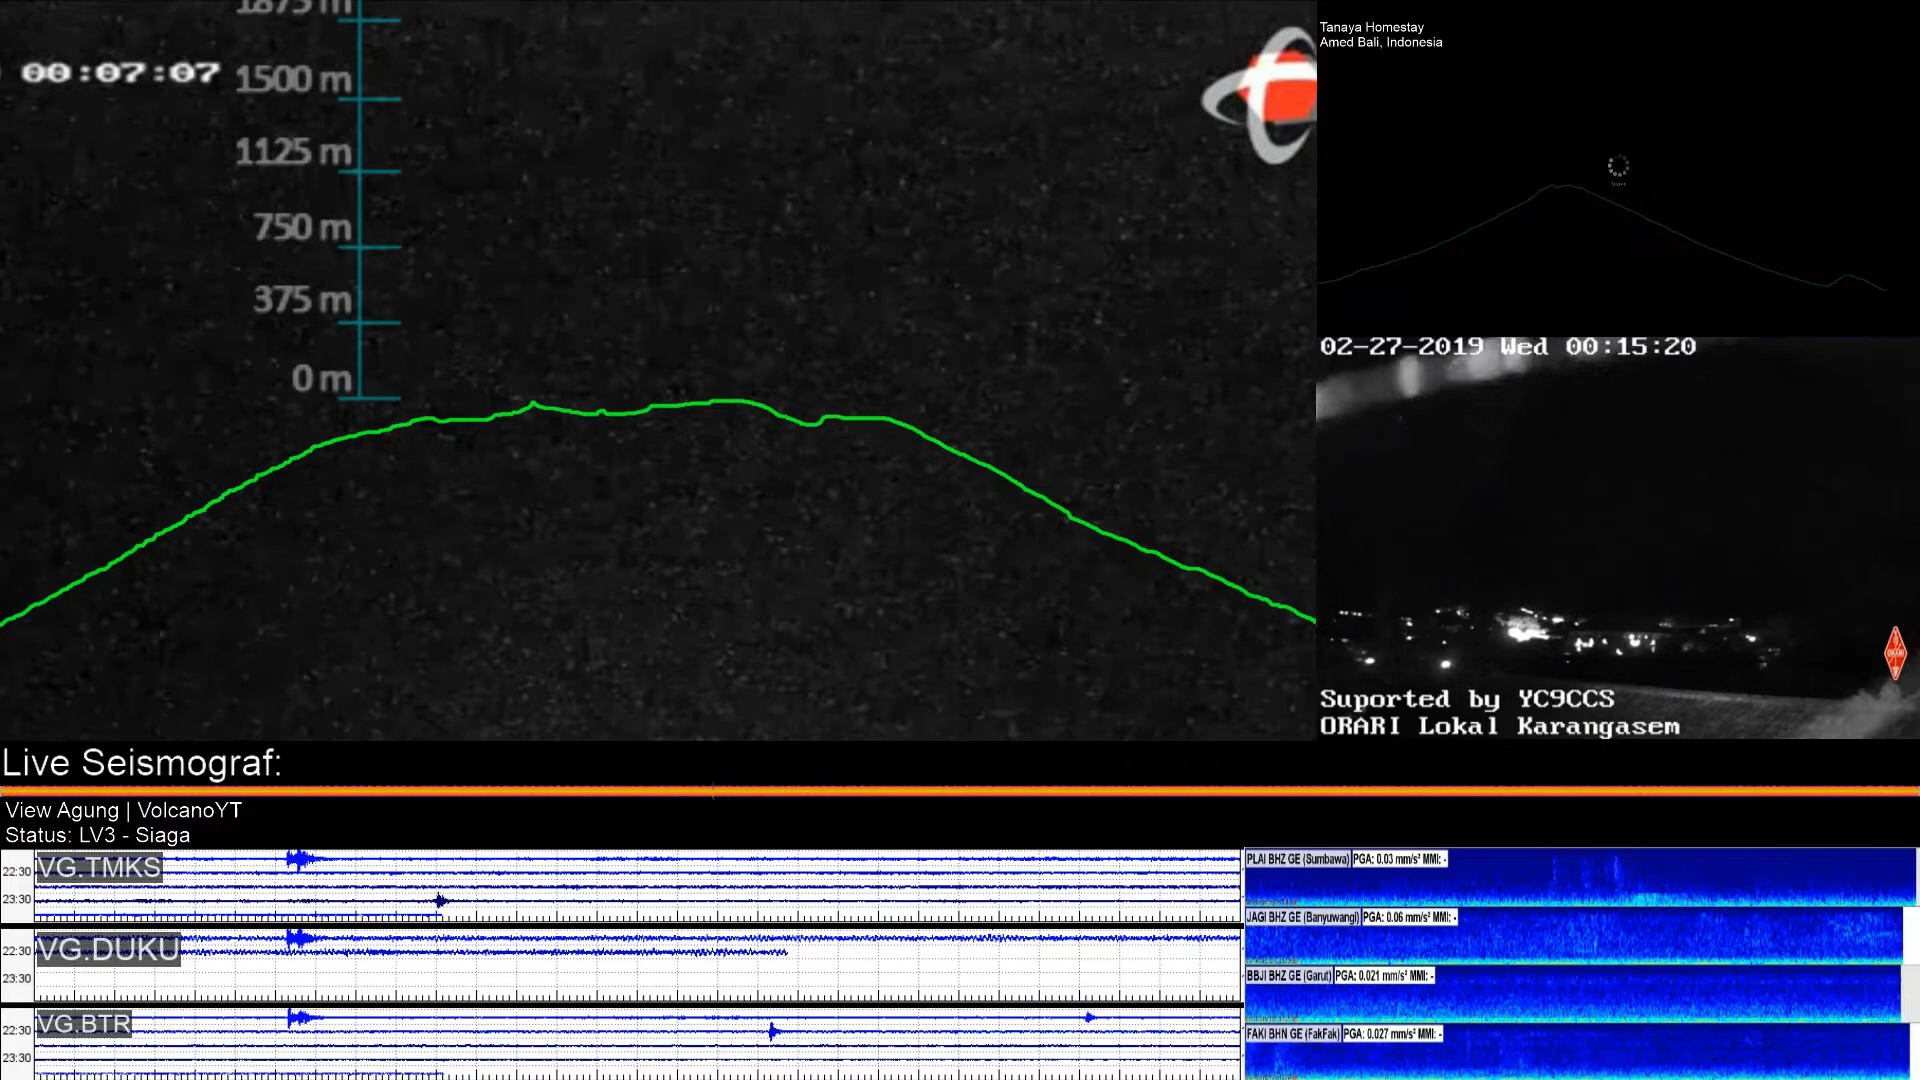 1875 m
00:07:07
1500 m
1125 m
750 m
375 m
0 m
Tanaya Homestay
Amed Bali, Indonesia
02-27-2019 Wed 00:15:20
ORARI
Suported by YC9CCS
ORARI Lokal Karangasem
Live Seismograf:
View Agung | VolcanoYT
Status: LV3 - Siaga
VG.TMKS
22:30
23:30
VG.DUKU
22:30
23:30
VG.BTR
22:30
23:30
PLAI BHZ GE (Sumbawa) PGA: 0.03 mm/s² MMI: -
JAGI BHZ GE (Banyuwangi) PGA: 0.06 mm/s² MMI: -
BBJI BHZ GE (Garut) PGA: 0.021 mm/s² MMI: -
FAKI BHN GE (FakFak) PGA: 0.027 mm/s² MMI: -